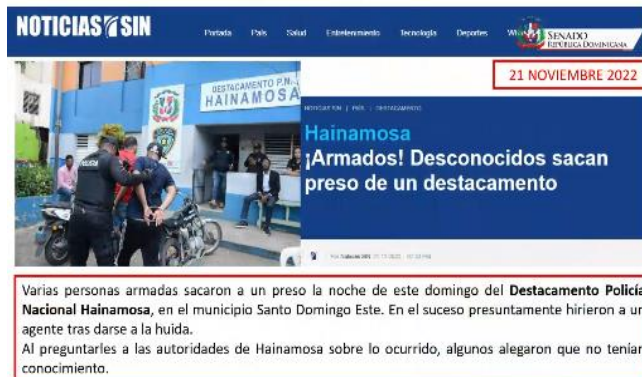 NOTICIAS SIN
Portada País Salud Entretenimiento Tecnología Deportes
SENADO
REPÚBLICA DOMINICANA
21 NOVIEMBRE 2022
DESTACAMENTO P.N.
HAINAMOSA
NOTICIAS SIN | PAÍS | DESTACAMENTO
Hainamosa
¡Armados! Desconocidos sacan
preso de un destacamento
Por Noticias SIN
Varias personas armadas sacaron a un preso la noche de este domingo del Destacamento Policía
Nacional Hainamosa, en el municipio Santo Domingo Este. En el suceso presuntamente hirieron a un
agente tras darse a la huida.
Al preguntarles a las autoridades de Hainamosa sobre lo ocurrido, algunos alegaron que no tenían
conocimiento.